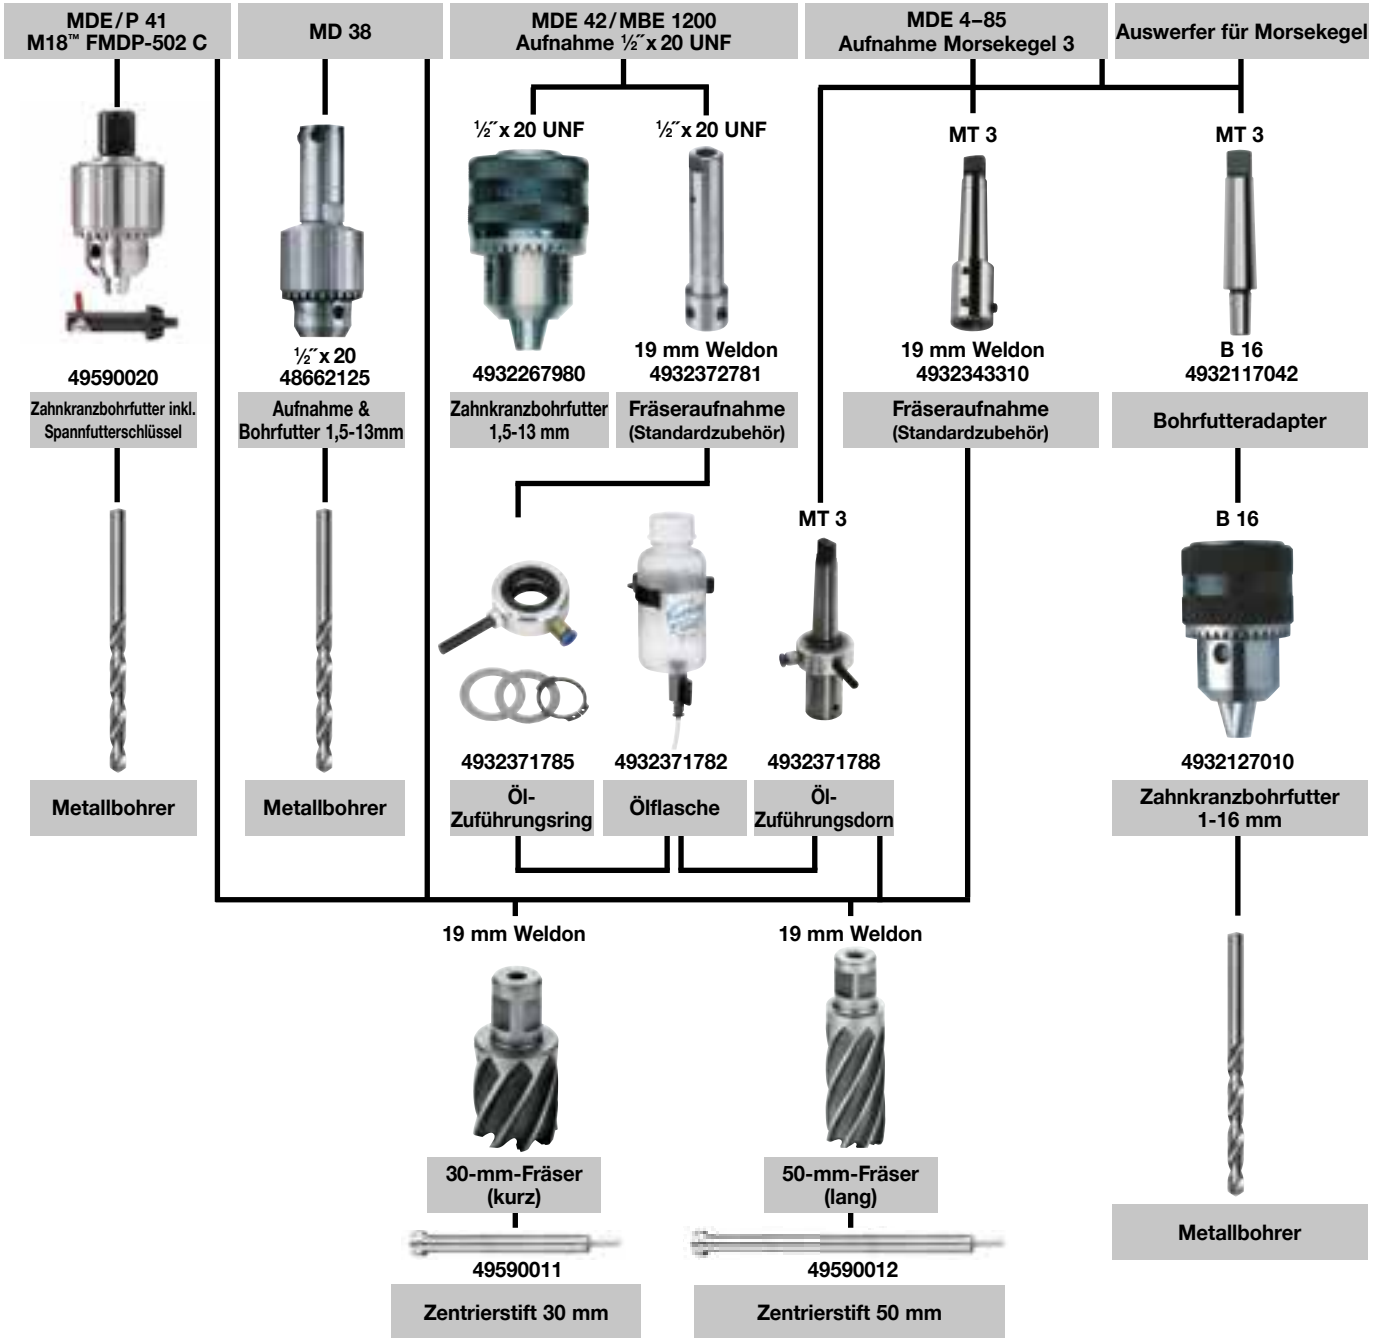 MDE/P 41
M18™ FMDP-502 C
MD 38
MDE 42/MBE 1200
Aufnahme ½˝x 20 UNF
MDE 4–85
Aufnahme Morsekegel 3
Auswerfer für Morsekegel
½˝x 20 UNF
½˝x 20 UNF
MT 3
MT 3
½˝x 20
19 mm Weldon
19 mm Weldon
B 16
49590020
48662125
4932267980
4932372781
4932343310
4932117042
Zahnkranzbohrfutter inkl.
Spannfutterschlüssel
Aufnahme &
Bohrfutter 1,5-13mm
Zahnkranzbohrfutter
1,5-13 mm
Fräseraufnahme
(Standardzubehör)
Fräseraufnahme
(Standardzubehör)
Bohrfutteradapter
MT 3
B 16
4932371785
4932371782
4932371788
4932127010
Metallbohrer
Metallbohrer
Öl-
Zuführungsring
Ölflasche
Öl-
Zuführungsdorn
Zahnkranzbohrfutter
1-16 mm
19 mm Weldon
19 mm Weldon
30-mm-Fräser
(kurz)
50-mm-Fräser
(lang)
Metallbohrer
49590011
49590012
Zentrierstift 30 mm
Zentrierstift 50 mm